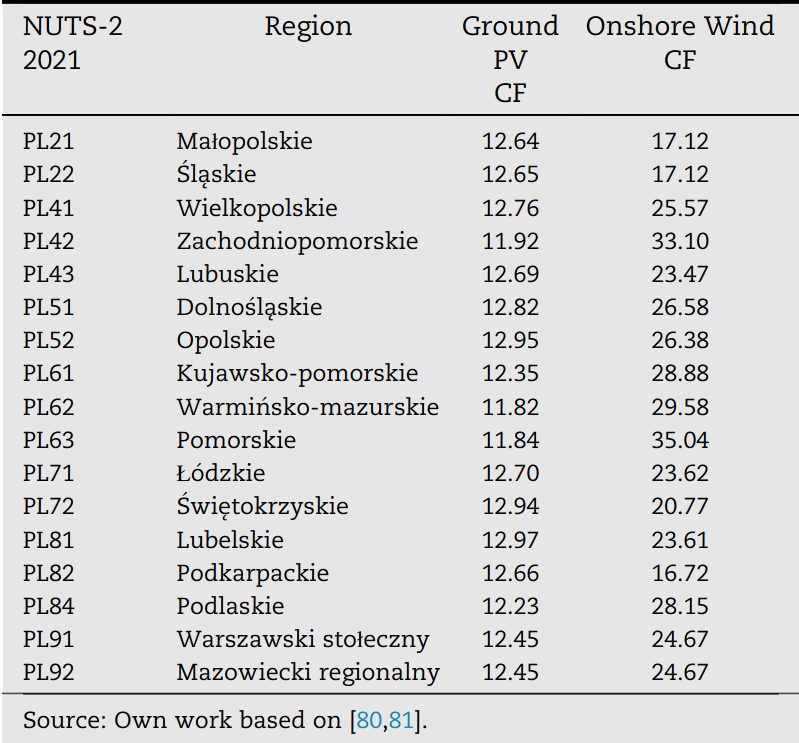 NUTS-2 Region Ground Onshore Wind
2021 PV CF
CF
PL21 Małopolskie 12.64 17.12
PL22 Śląskie 12.65 17.12
PL41 Wielkopolskie 12.76 25.57
PL42 Zachodniopomorskie 11.92 33.10
PL43 Lubuskie 12.69 23.47
PL51 Dolnośląskie 12.82 26.58
PL52 Opolskie 12.95 26.38
PL61 Kujawsko-pomorskie 12.35 28.88
PL62 Warmińsko-mazurskie 11.82 29.58
PL63 Pomorskie 11.84 35.04
PL71 Łódzkie 12.70 23.62
PL72 Świętokrzyskie 12.94 20.77
PL81 Lubelskie 12.97 23.61
PL82 Podkarpackie 12.66 16.72
PL84 Podlaskie 12.23 28.15
PL91 Warszawski stołeczny 12.45 24.67
PL92 Mazowiecki regionalny 12.45 24.67
Source: Own work based on [80,81].